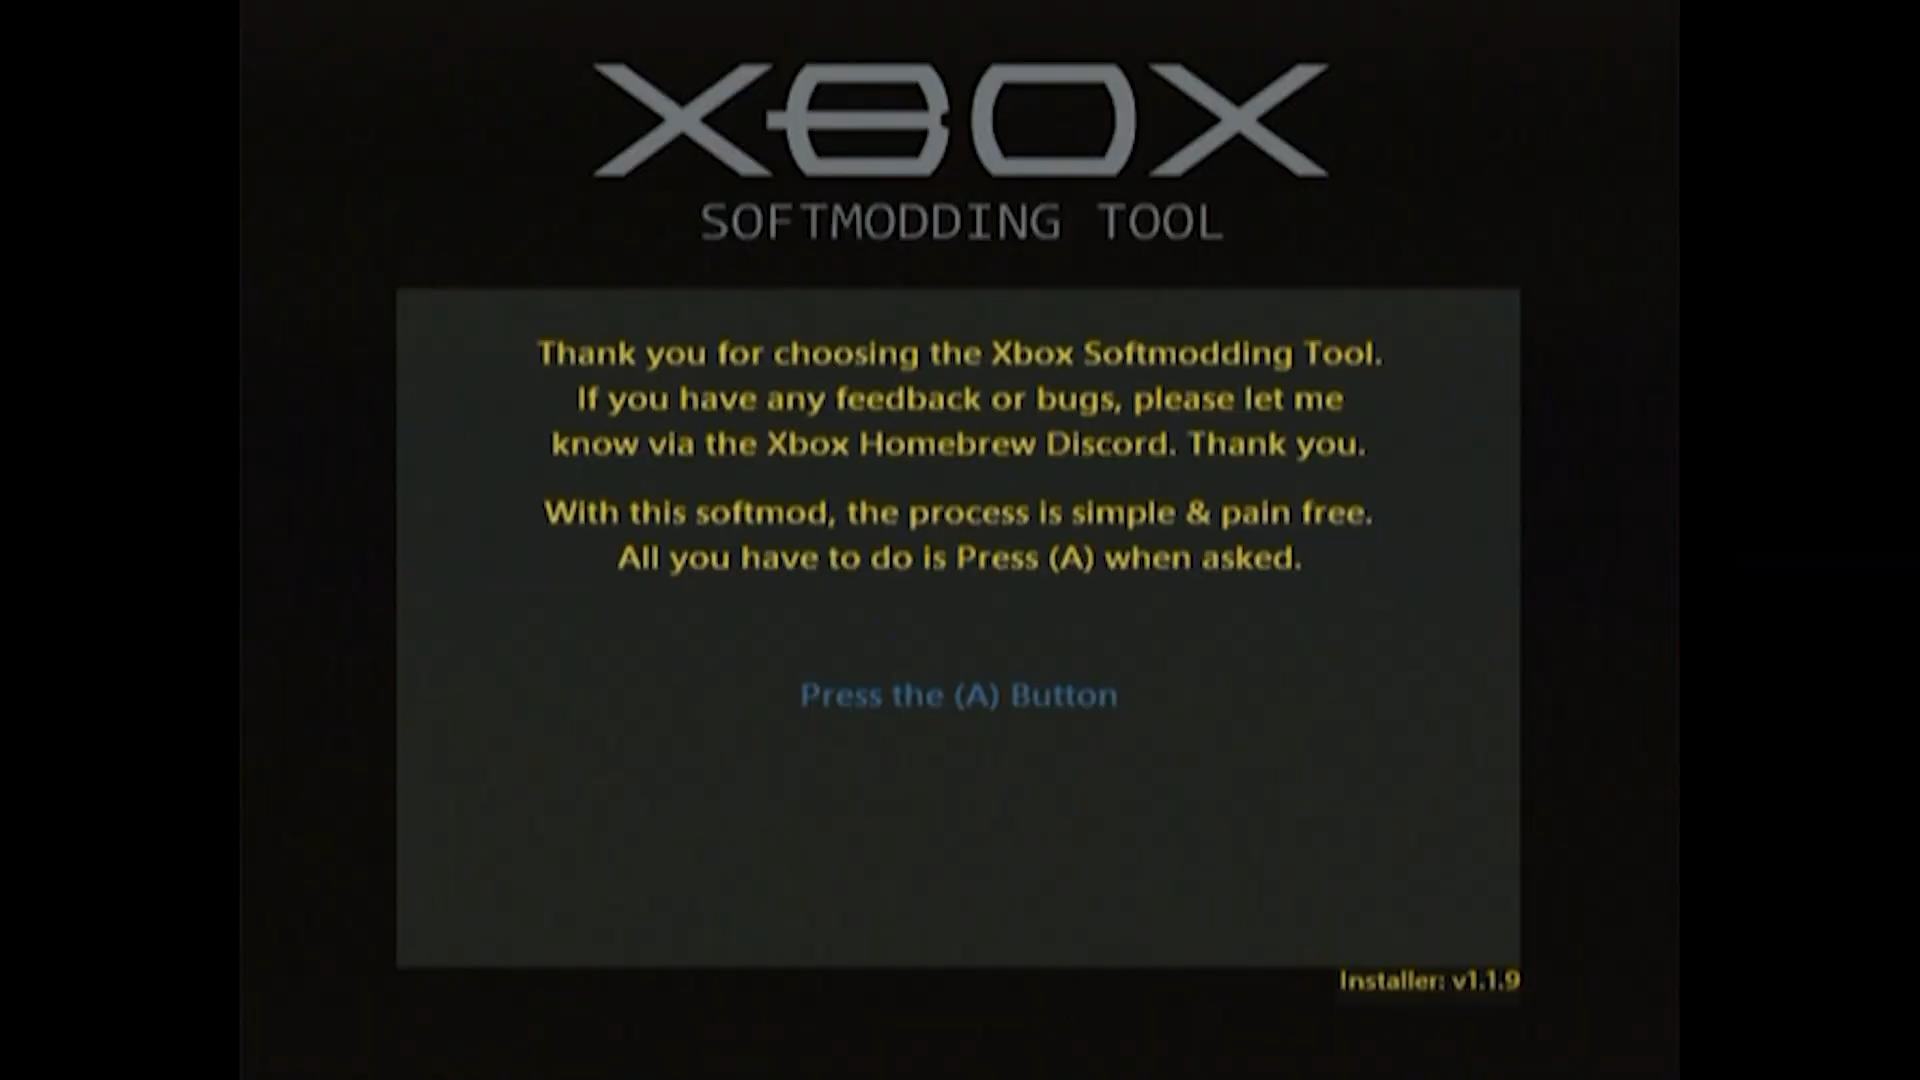 XBOX
SOFTMODDING TOOL
Thank you for choosing the Xbox Softmodding Tool.
If you have any feedback or bugs, please let me
know via the Xbox Homebrew Discord. Thank you.
With this softmod, the process is simple & pain free.
All you have to do is Press (A) when asked.
Press the (A) Button
Installer: v1.1.9